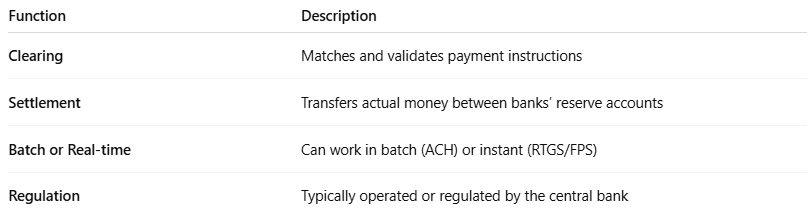 Function Description
Clearing Matches and validates payment instructions
Settlement Transfers actual money between banks’ reserve accounts
Batch or Real-time Can work in batch (ACH) or instant (RTGS/FPS)
Regulation Typically operated or regulated by the central bank